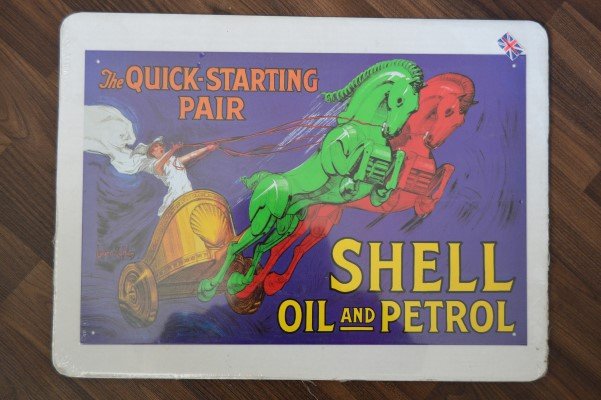 The QUICK-STARTING
PAIR
SHELL
OIL AND PETROL